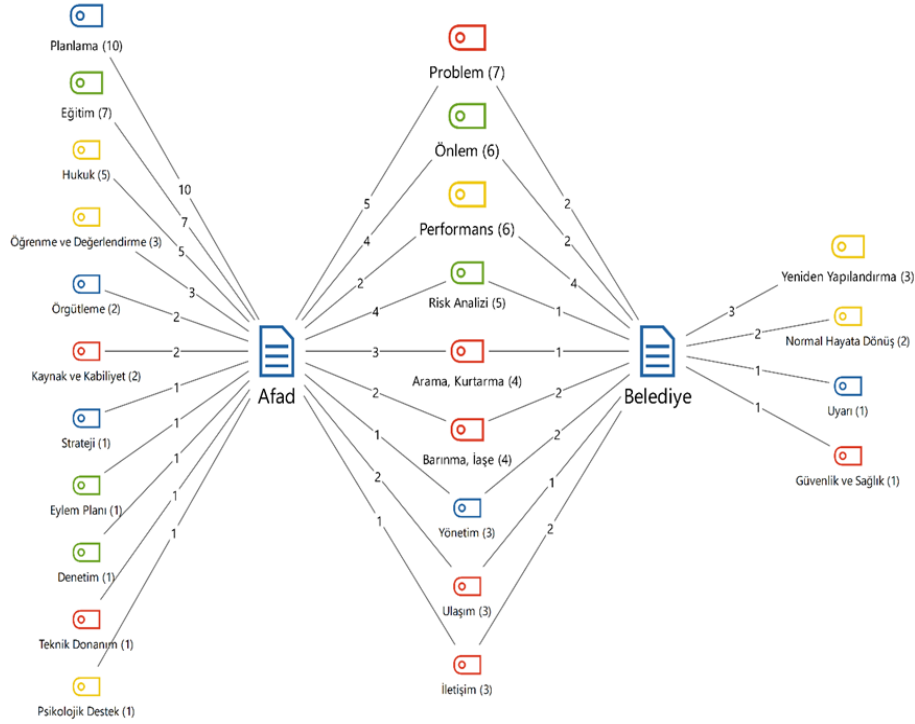 Planlama (10)
Eğitim (7)
Hukuk (5)
Öğrenme ve Değerlendirme (3)
Örgütleme (2)
Kaynak ve Kabiliyet (2)
Strateji (1)
Eylem Planı (1)
Denetim (1)
Teknik Donanım (1)
Psikolojik Destek (1)
10
7
5
3
2
2
1
1
1
1
1
Afad
5
4
2
4
3
2
1
2
1
Problem (7)
Önlem (6)
Performans (6)
Risk Analizi (5)
Arama, Kurtarma (4)
Barınma, İaşe (4)
Yönetim (3)
Ulaşım (3)
İletişim (3)
2
2
4
1
1
2
2
1
2
Belediye
3
2
1
1
Yeniden Yapılandırma (3)
Normal Hayata Dönüş (2)
Uyarı (1)
Güvenlik ve Sağlık (1)